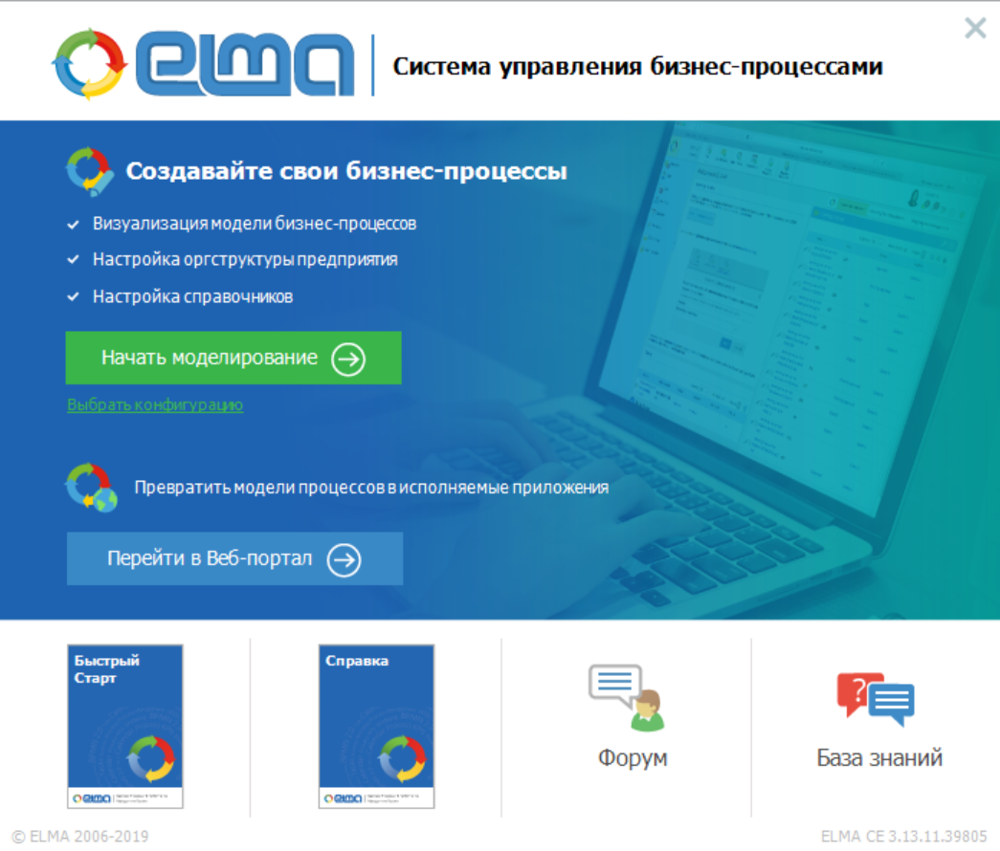 elma
Система управления бизнес-процессами
Создавайте свои бизнес-процессы
Визуализация модели бизнес-процессов
Настройка оргструктуры предприятия
Настройка справочников
Начать моделирование
Выбрать конфигурацию
Превратить модели процессов в исполняемые приложения
Перейти в Веб-портал
Быстрый
Старт
elma
Справка
elma
Форум
База знаний
© ELMA 2006-2019
ELMA CE 3.13.11.39805